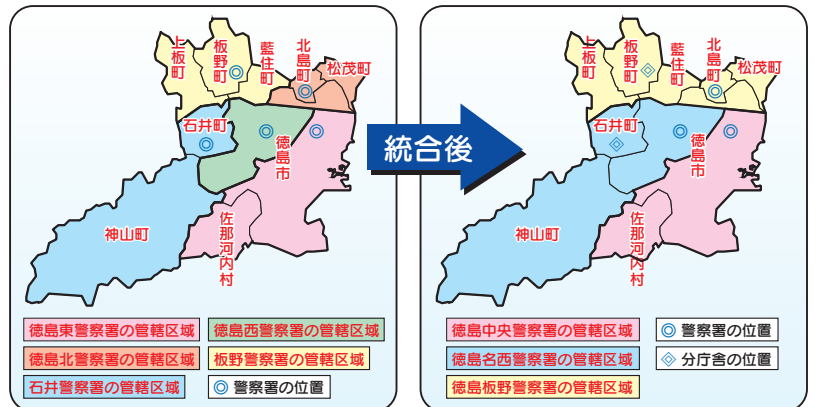 上板町
板野町
藍住町
北島町
松茂町
石井町
徳島市
神山町
佐那河内村
徳島東警察署の管轄区域
徳島西警察署の管轄区域
徳島北警察署の管轄区域
板野警察署の管轄区域
石井警察署の管轄区域
◎ 警察署の位置
統合後
上板町
板野町
藍住町
北島町
松茂町
石井町
徳島市
神山町
佐那河内村
徳島中央警察署の管轄区域
◎ 警察署の位置
徳島名西警察署の管轄区域
◈ 分庁舎の位置
徳島板野警察署の管轄区域